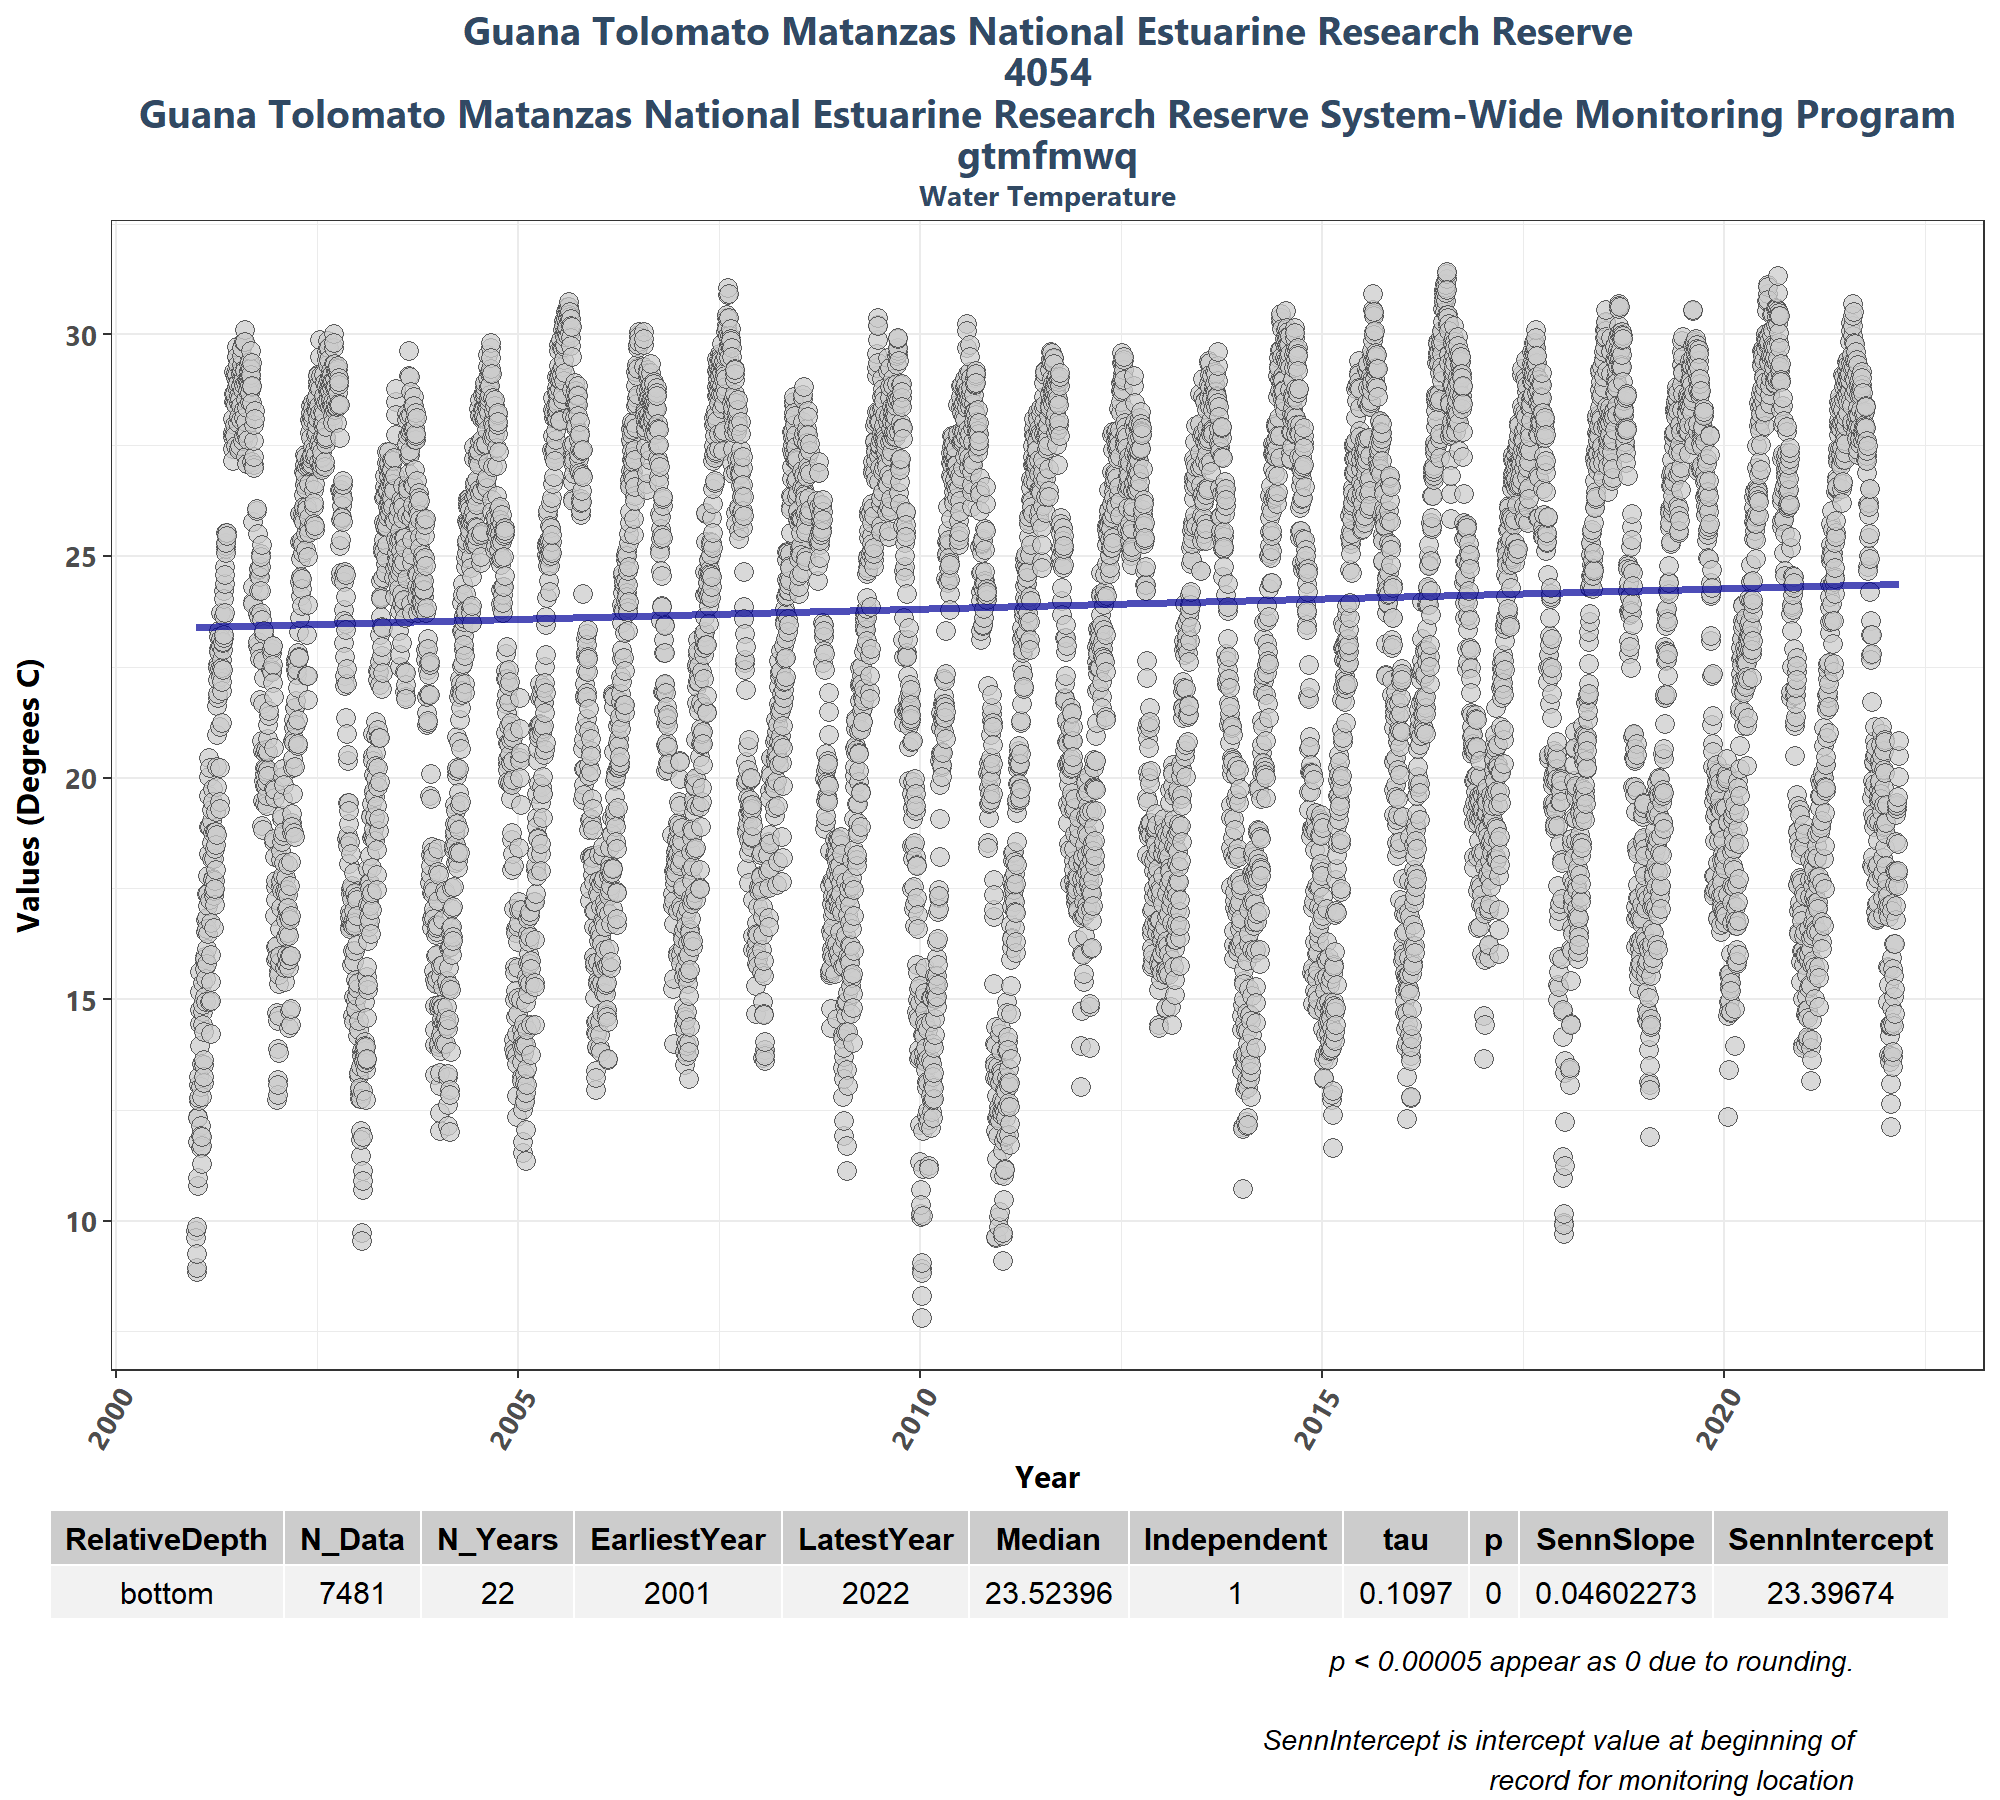 Guana Tolomato Matanzas National Estuarine Research Reserve
4054
Guana Tolomato Matanzas National Estuarine Research Reserve System-Wide Monitoring Program
gtmfmwq
Water Temperature
Values (Degrees C)
30
25
20
15
10
2000 2005 2010 2015 2020
Year
RelativeDepth N_Data N_Years EarliestYear LatestYear Median Independent tau p SennSlope SennIntercept
bottom 7481 22 2001 2022 23.52396 1 0.1097 0 0.04602273 23.39674
p < 0.00005 appear as 0 due to rounding.
SennIntercept is intercept value at beginning of
record for monitoring location